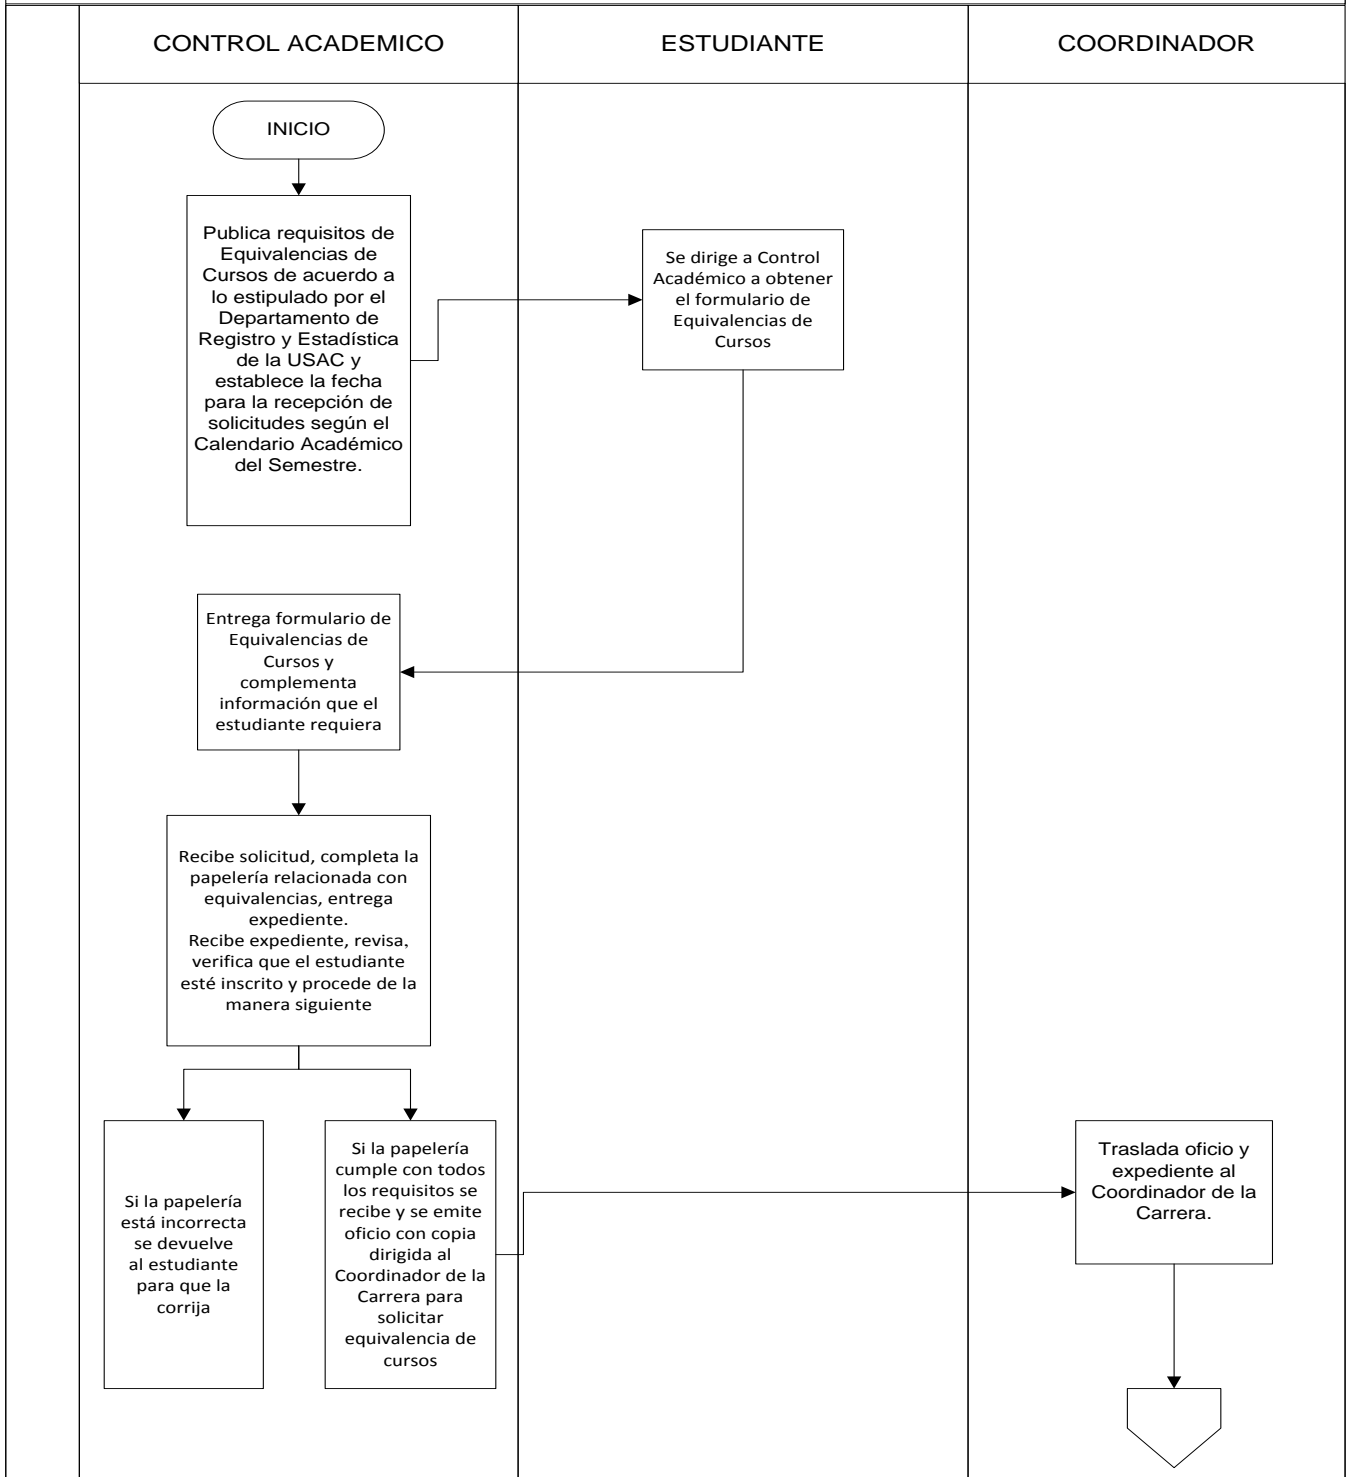 CONTROL ACADEMICO
ESTUDIANTE
COORDINADOR
INICIO
Publica requisitos de
Equivalencias de
Cursos de acuerdo a
lo estipulado por el
Departamento de
Registro y Estadística
de la USAC y
establece la fecha
para la recepción de
solicitudes según el
Calendario Académico
del Semestre.
Se dirige a Control
Académico a obtener
el formulario de
Equivalencias de
Cursos
Entrega formulario de
Equivalencias de
Cursos y
complementa
información que el
estudiante requiera
Recibe solicitud, completa la
papelería relacionada con
equivalencias, entrega
expediente.
Recibe expediente, revisa,
verifica que el estudiante
esté inscrito y procede de la
manera siguiente
Si la papelería
está incorrecta
se devuelve
al estudiante
para que la
corrija
Si la papelería
cumple con todos
los requisitos se
recibe y se emite
oficio con copia
dirigida al
Coordinador de la
Carrera para
solicitar
equivalencia de
cursos
Traslada oficio y
expediente al
Coordinador de la
Carrera.